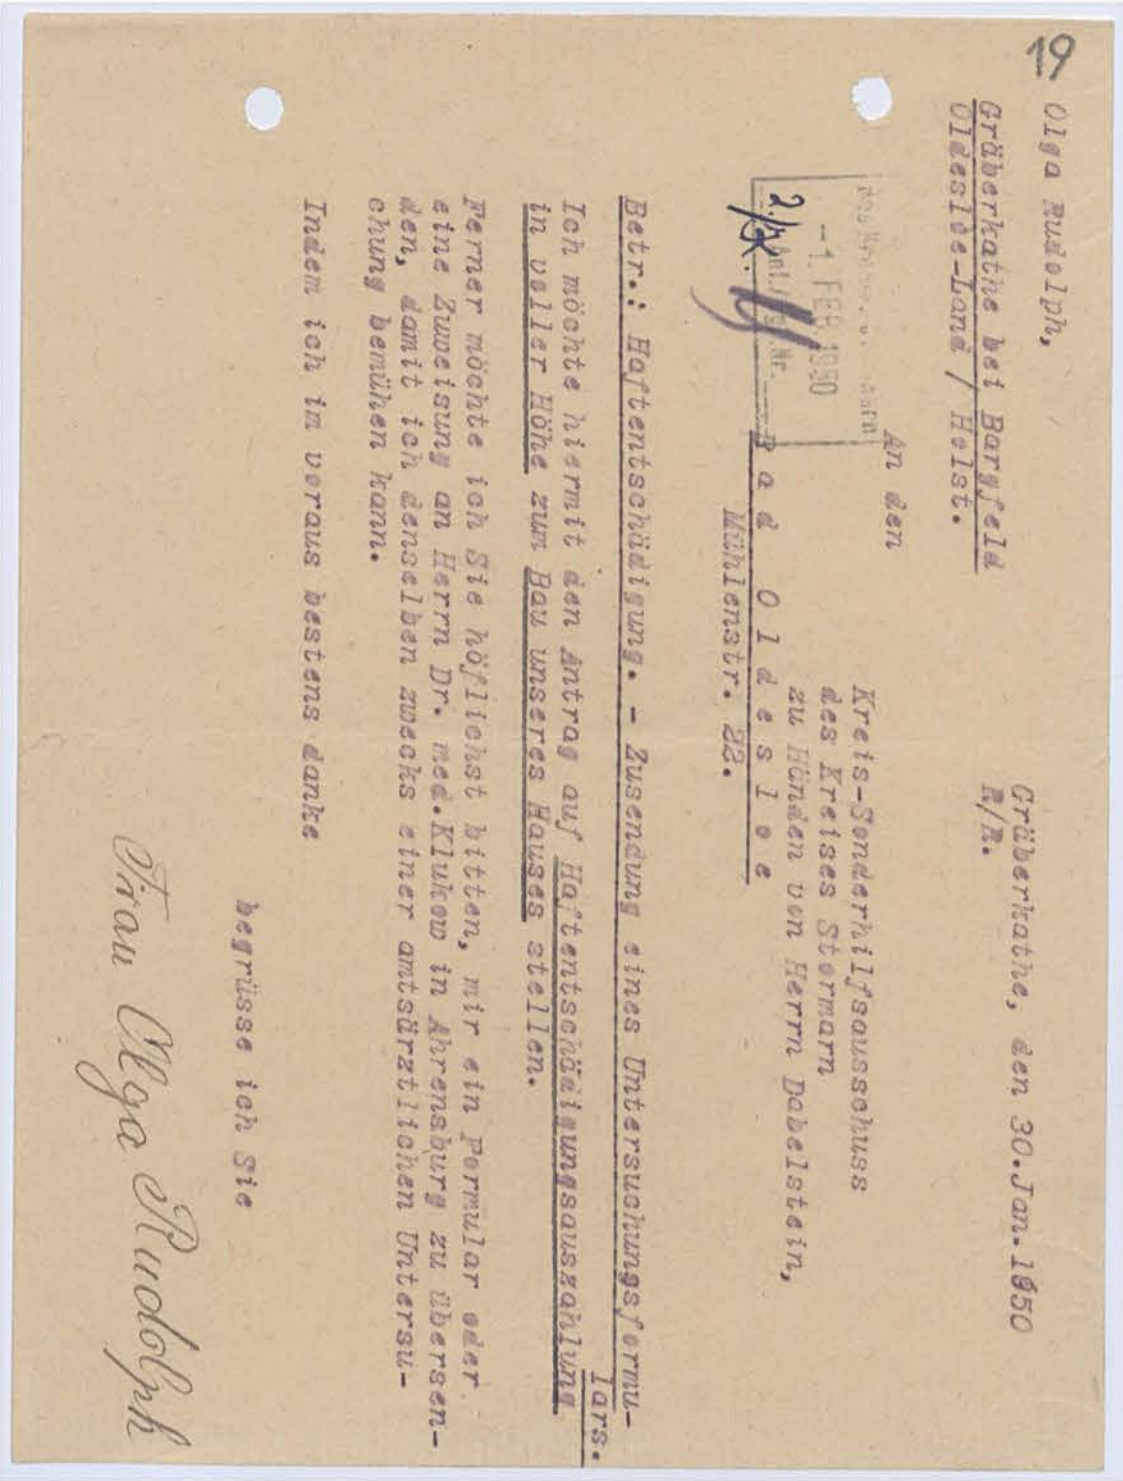 19
Olga Rudolph,
Gräberkathe bei Bargfeld
Oldesloe-Land / Holst.
Gräberkathe, den 30.Jan.1950
R/R.
An den
Kreis-Sonderhilfsausschuss
des Kreises Stormarn
zu Händen von Herrn Dabelstein,
Bad Oldesloe
Mühlenstr. 22.
-1. FEB. 1950
Betr.: Haftentschädigung. - Zusendung eines Untersuchungsformu-
lars.
Ich möchte hiermit den Antrag auf Haftentschädigungsauszahlung
in voller Höhe zum Bau unseres Hauses stellen.
Ferner möchte ich Sie höflichst bitten, mir ein Formular oder
eine Zuweisung an Herrn Dr. med.Klukow in Ahrensburg zu übersen-
den, damit ich denselben zwecks einer amtsärztlichen Untersu-
chung bemühen kann.
Indem ich im voraus bestens danke
begrüsse ich Sie
Frau Olga Rudolph